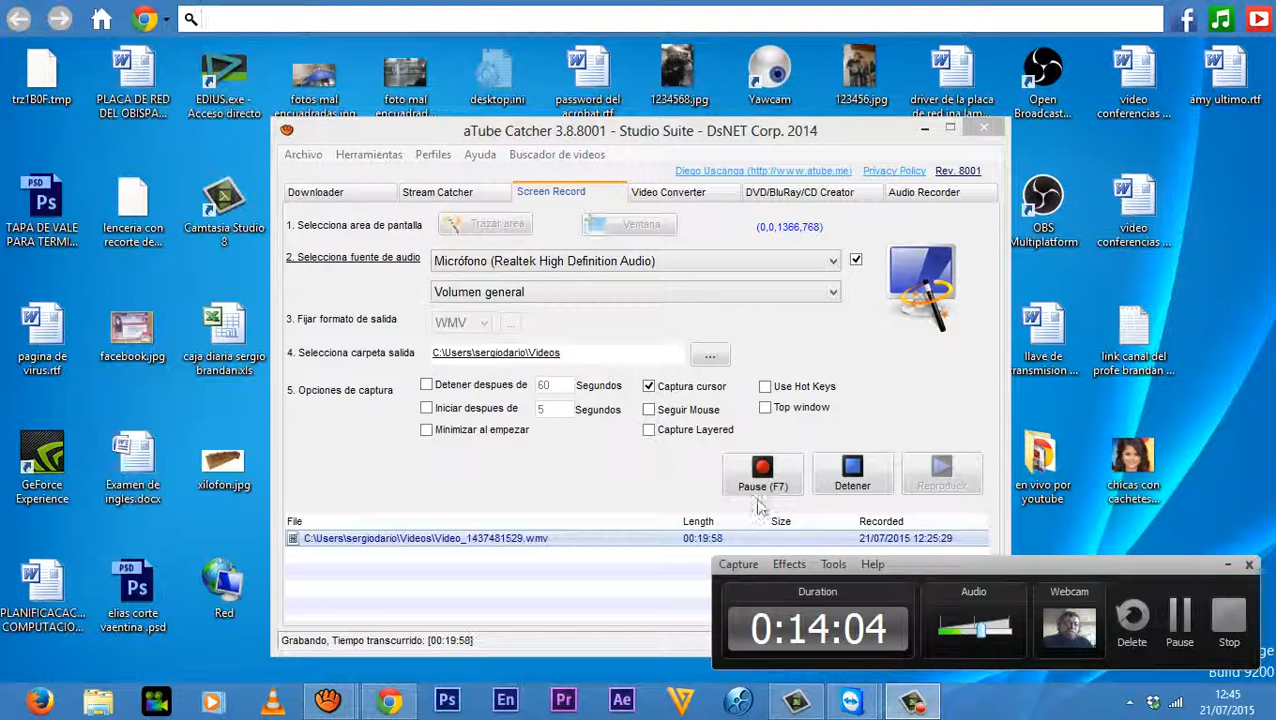 trz1B0F.tmp
PLACA DE RED
DEL OBISPA...
EDIUS.exe -
Acceso directo
fotos mal
encuadradas.jpg
foto mal
encuadrad...
desktop.ini
password del
acrobat.rtf
1234568.jpg
Yawcam
123456.jpg
driver de la placa
Open
Broadcast...
video
conferencias...
amy ultimo.rtf
aTube Catcher 3.8.8001 - Studio Suite - DsNET Corp. 2014
Archivo
Herramientas
Perfiles
Ayuda
Buscador de videos
Diego Uscanga (http://www.atube.me)
Privacy Policy
Rev. 8001
Downloader
Stream Catcher
Screen Record
Video Converter
DVD/BluRay/CD Creator
Audio Recorder
1. Selecciona area de pantalla
Trazar area
Ventana
(0,0,1366,768)
2. Selecciona fuente de audio
Micrófono (Realtek High Definition Audio)
Volumen general
3. Fijar formato de salida
WMV
...
4. Selecciona carpeta salida
C:\Users\sergiodario\Videos
...
5. Opciones de captura
Detener despues de
60
Segundos
Captura cursor
Use Hot Keys
Iniciar despues de
5
Segundos
Seguir Mouse
Top window
Minimizar al empezar
Capture Layered
Pause (F7)
Detener
Reproducir
File
Length
Size
Recorded
C:\Users\sergiodario\Videos\Video_1437481529.wmv
00:19:58
21/07/2015 12:25:29
Grabando, Tiempo transcurrido: [00:19:58]
PSD
TAPA DE VALE
PARA TERMI...
lenceria con
recorte de...
Camtasia Studio
8
OBS
Multiplatform
video
conferencias ...
pagina de
virus.rtf
facebook.jpg
caja diaria sergio
brandan.xls
llave de
transmision ...
link canal del
profe brandan ...
GeForce
Experience
Examen de
ingles.docx
xilofon.jpg
en vivo por
youtube
chicas con
cachetes...
PLANIFICACAC...
COMPUTACIO...
PSD
elias corte
vaentina .psd
Red
Capture
Effects
Tools
Help
Duration
0:14:04
Audio
Webcam
Delete
Pause
Stop
Build 9200
Ps
En
Pr
Ae
12:45
21/07/2015